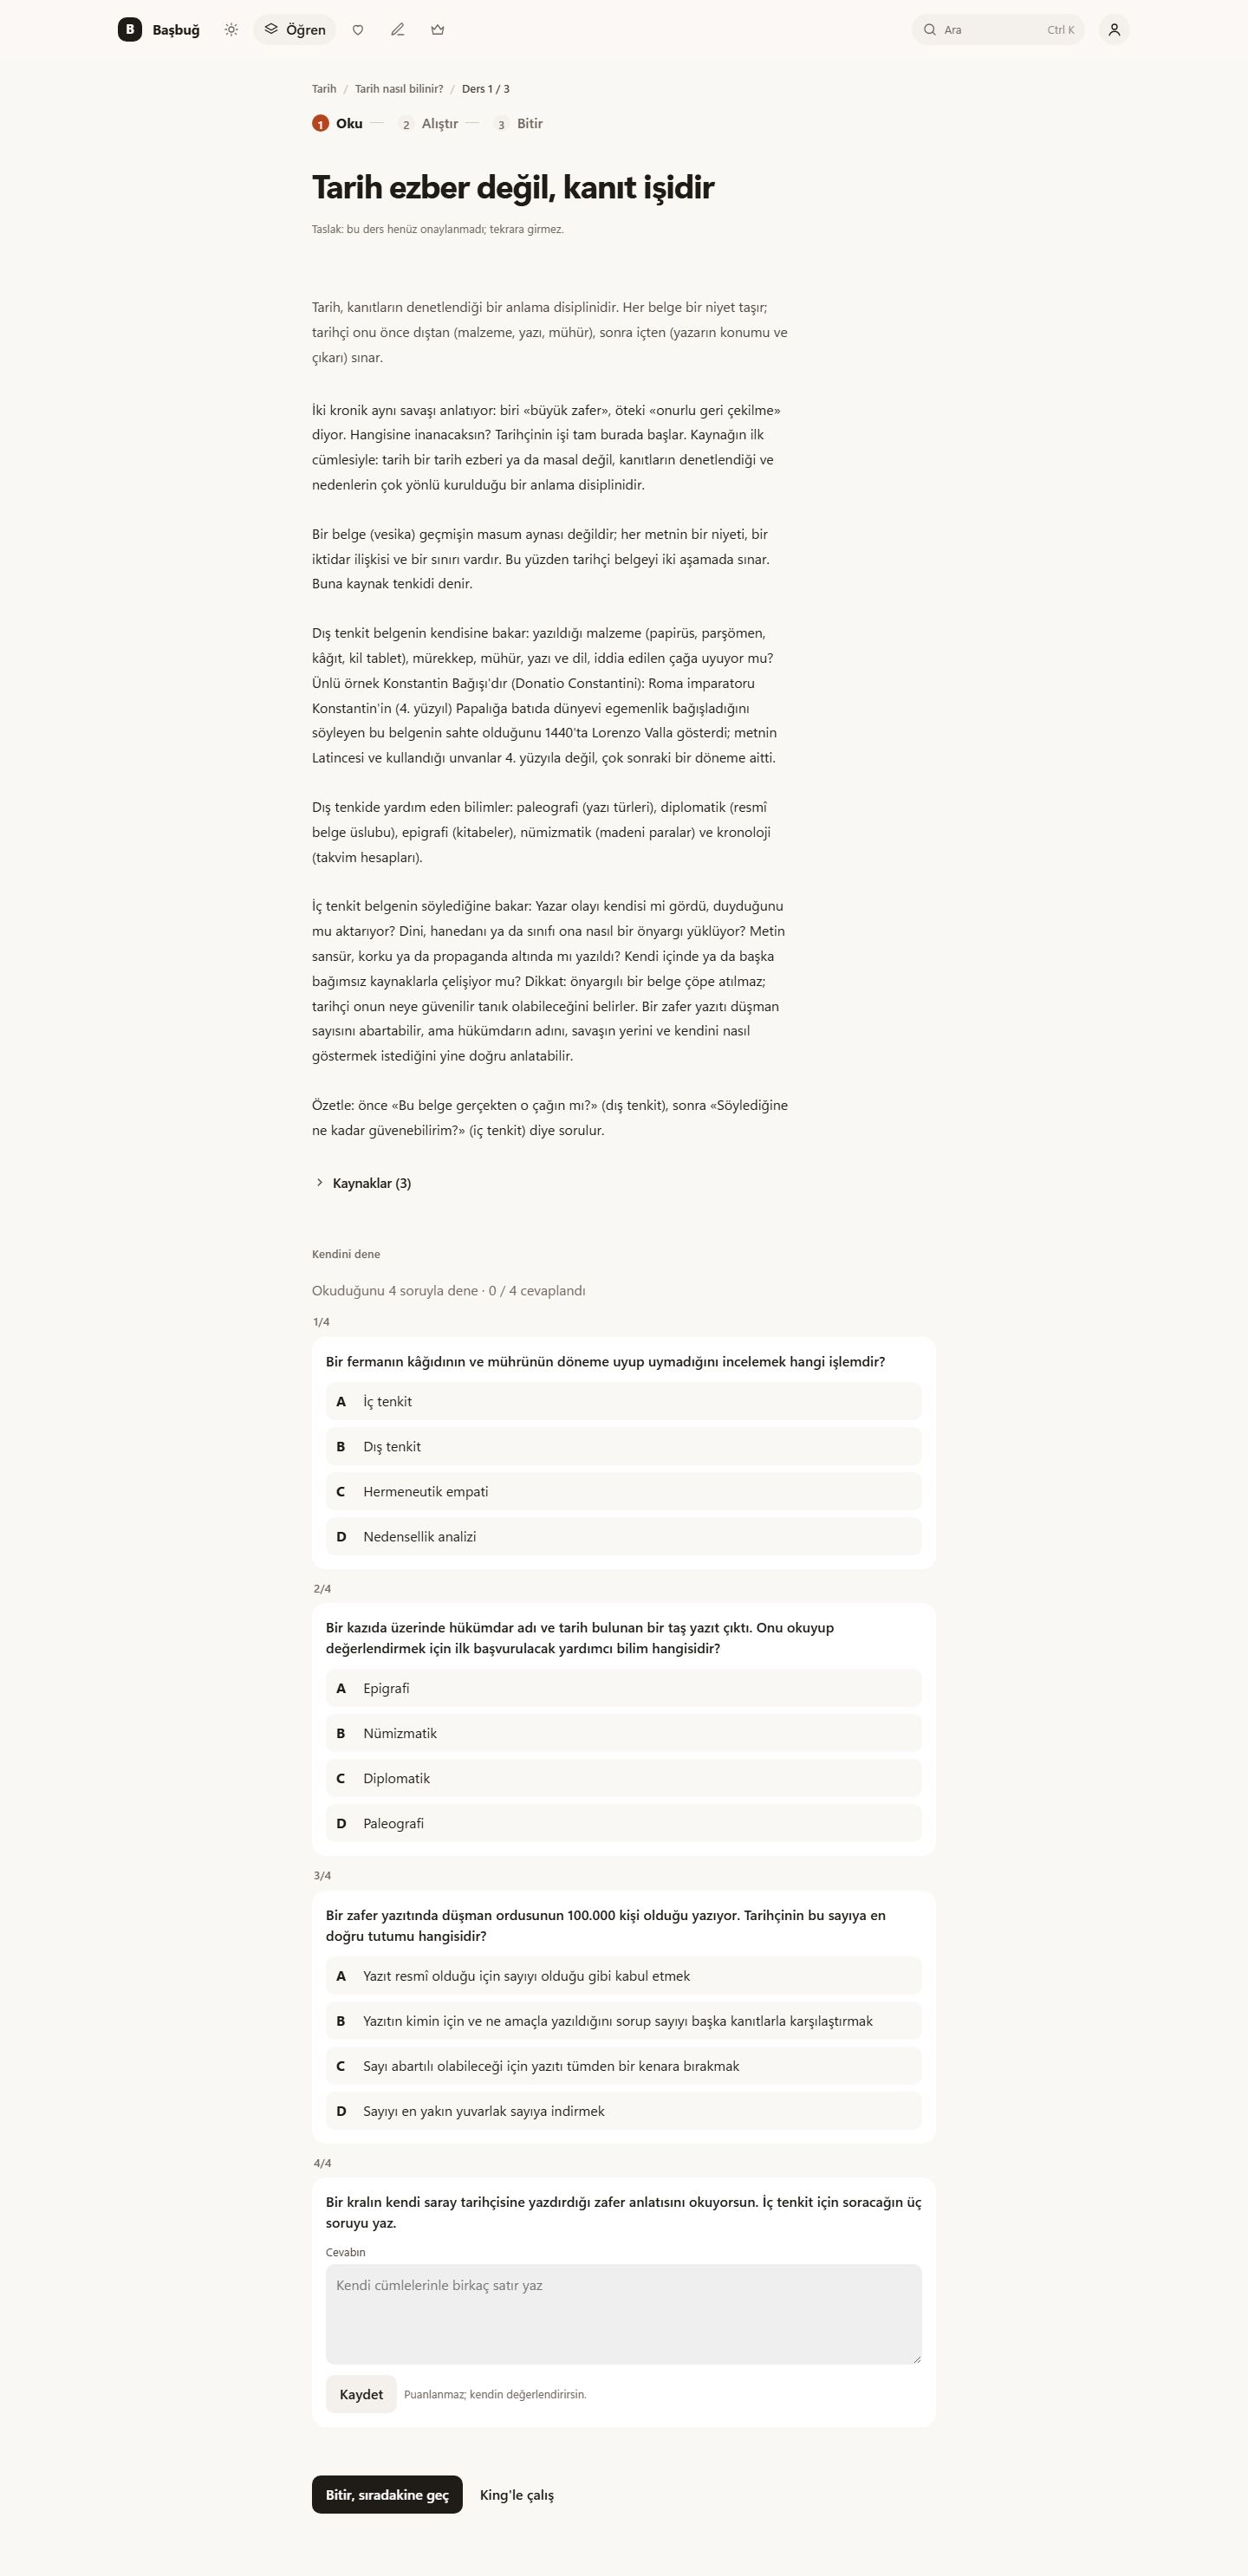 B Başbuğ Öğren Ara Ctrl K
Tarih / Tarih nasıl bilinir? / Ders 1 / 3
1 Oku — 2 Alıştır — 3 Bitir
Tarih ezber değil, kanıt işidir
Taslak: bu ders henüz onaylanmadı; tekrara girmez.
Tarih, kanıtların denetlendiği bir anlama disiplinidir. Her belge bir niyet taşır;
tarihçi onu önce dıştan (malzeme, yazı, mühür), sonra içten (yazarın konumu ve
çıkarı) sınar.
İki kronik aynı savaşı anlatıyor: biri «büyük zafer», öteki «onurlu geri çekilme»
diyor. Hangisine inanacaksın? Tarihçinin işi tam burada başlar. Kaynağın ilk
cümlesiyle: tarih bir tarih ezberi ya da masal değil, kanıtların denetlendiği ve
nedenlerin çok yönlü kurulduğu bir anlama disiplinidir.
Bir belge (vesika) geçmişin masum aynası değildir; her metnin bir niyeti, bir
iktidar ilişkisi ve bir sınırı vardır. Bu yüzden tarihçi belgeyi iki aşamada sınar.
Buna kaynak tenkidi denir.
Dış tenkit belgenin kendisine bakar: yazıldığı malzeme (papirüs, parşömen,
kâğıt, kil tablet), mürekkep, mühür, yazı ve dil, iddia edilen çağa uyuyor mu?
Ünlü örnek Konstantin Bağışı'dır (Donatio Constantini): Roma imparatoru
Konstantin'in (4. yüzyıl) Papalığa batıda dünyevi egemenlik bağışladığını
söyleyen bu belgenin sahte olduğunu 1440'ta Lorenzo Valla gösterdi; metnin
Latincesi ve kullandığı unvanlar 4. yüzyıla değil, çok sonraki bir döneme aitti.
Dış tenkide yardım eden bilimler: paleografi (yazı türleri), diplomatik (resmî
belge üslubu), epigrafi (kitabeler), nümizmatik (madeni paralar) ve kronoloji
(takvim hesapları).
İç tenkit belgenin söylediğine bakar: Yazar olayı kendisi mi gördü, duyduğunu
mu aktarıyor? Dini, hanedanı ya da sınıfı ona nasıl bir önyargı yüklüyor? Metin
sansür, korku ya da propaganda altında mı yazıldı? Kendi içinde ya da başka
bağımsız kaynaklarla çelişiyor mu? Dikkat: önyargılı bir belge çöpe atılmaz;
tarihçi onun neye güvenilir tanık olabileceğini belirler. Bir zafer yazıtı düşman
sayısını abartabilir, ama hükümdarın adını, savaşın yerini ve kendini nasıl
göstermek istediğini yine doğru anlatabilir.
Özetle: önce «Bu belge gerçekten o çağın mı?» (dış tenkit), sonra «Söylediğine
ne kadar güvenebilirim?» (iç tenkit) diye sorulur.
Kaynaklar (3)
Kendini dene
Okuduğunu 4 soruyla dene · 0 / 4 cevaplandı
1/4
Bir fermanın kâğıdının ve mührünün döneme uyup uymadığını incelemek hangi işlemdir?
A İç tenkit
B Dış tenkit
C Hermeneutik empati
D Nedensellik analizi
2/4
Bir kazıda üzerinde hükümdar adı ve tarih bulunan bir taş yazıt çıktı. Onu okuyup
değerlendirmek için ilk başvurulacak yardımcı bilim hangisidir?
A Epigrafi
B Nümizmatik
C Diplomatik
D Paleografi
3/4
Bir zafer yazıtında düşman ordusunun 100.000 kişi olduğu yazıyor. Tarihçinin bu sayıya en
doğru tutumu hangisidir?
A Yazıt resmî olduğu için sayıyı olduğu gibi kabul etmek
B Yazıtın kimin için ve ne amaçla yazıldığını sorup sayıyı başka kanıtlarla karşılaştırmak
C Sayı abartılı olabileceği için yazıtı tümden bir kenara bırakmak
D Sayıyı en yakın yuvarlak sayıya indirmek
4/4
Bir kralın kendi saray tarihçisine yazdırdığı zafer anlatısını okuyorsun. İç tenkit için soracağın üç
soruyu yaz.
Cevabın
Kendi cümlelerinle birkaç satır yaz
Kaydet Puanlanmaz; kendin değerlendirirsin.
Bitir, sıradakine geç King'le çalış